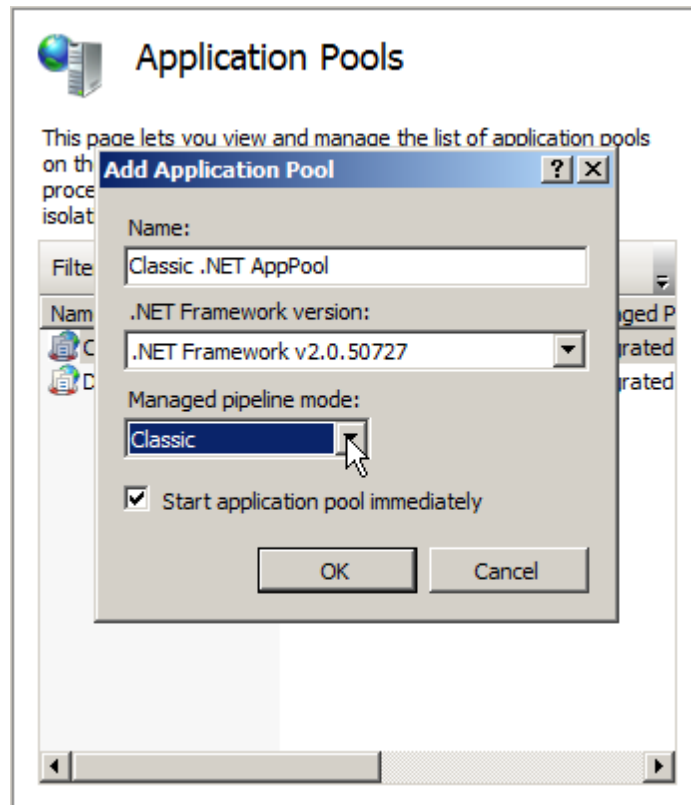 Application Pools
This page lets you view and manage the list of application pools
on th
proce
isolat
Add Application Pool
Name:
Classic .NET AppPool
.NET Framework version:
.NET Framework v2.0.50727
Managed pipeline mode:
Classic
Start application pool immediately
OK Cancel
Filte
Nam ged P
C rated
D rated